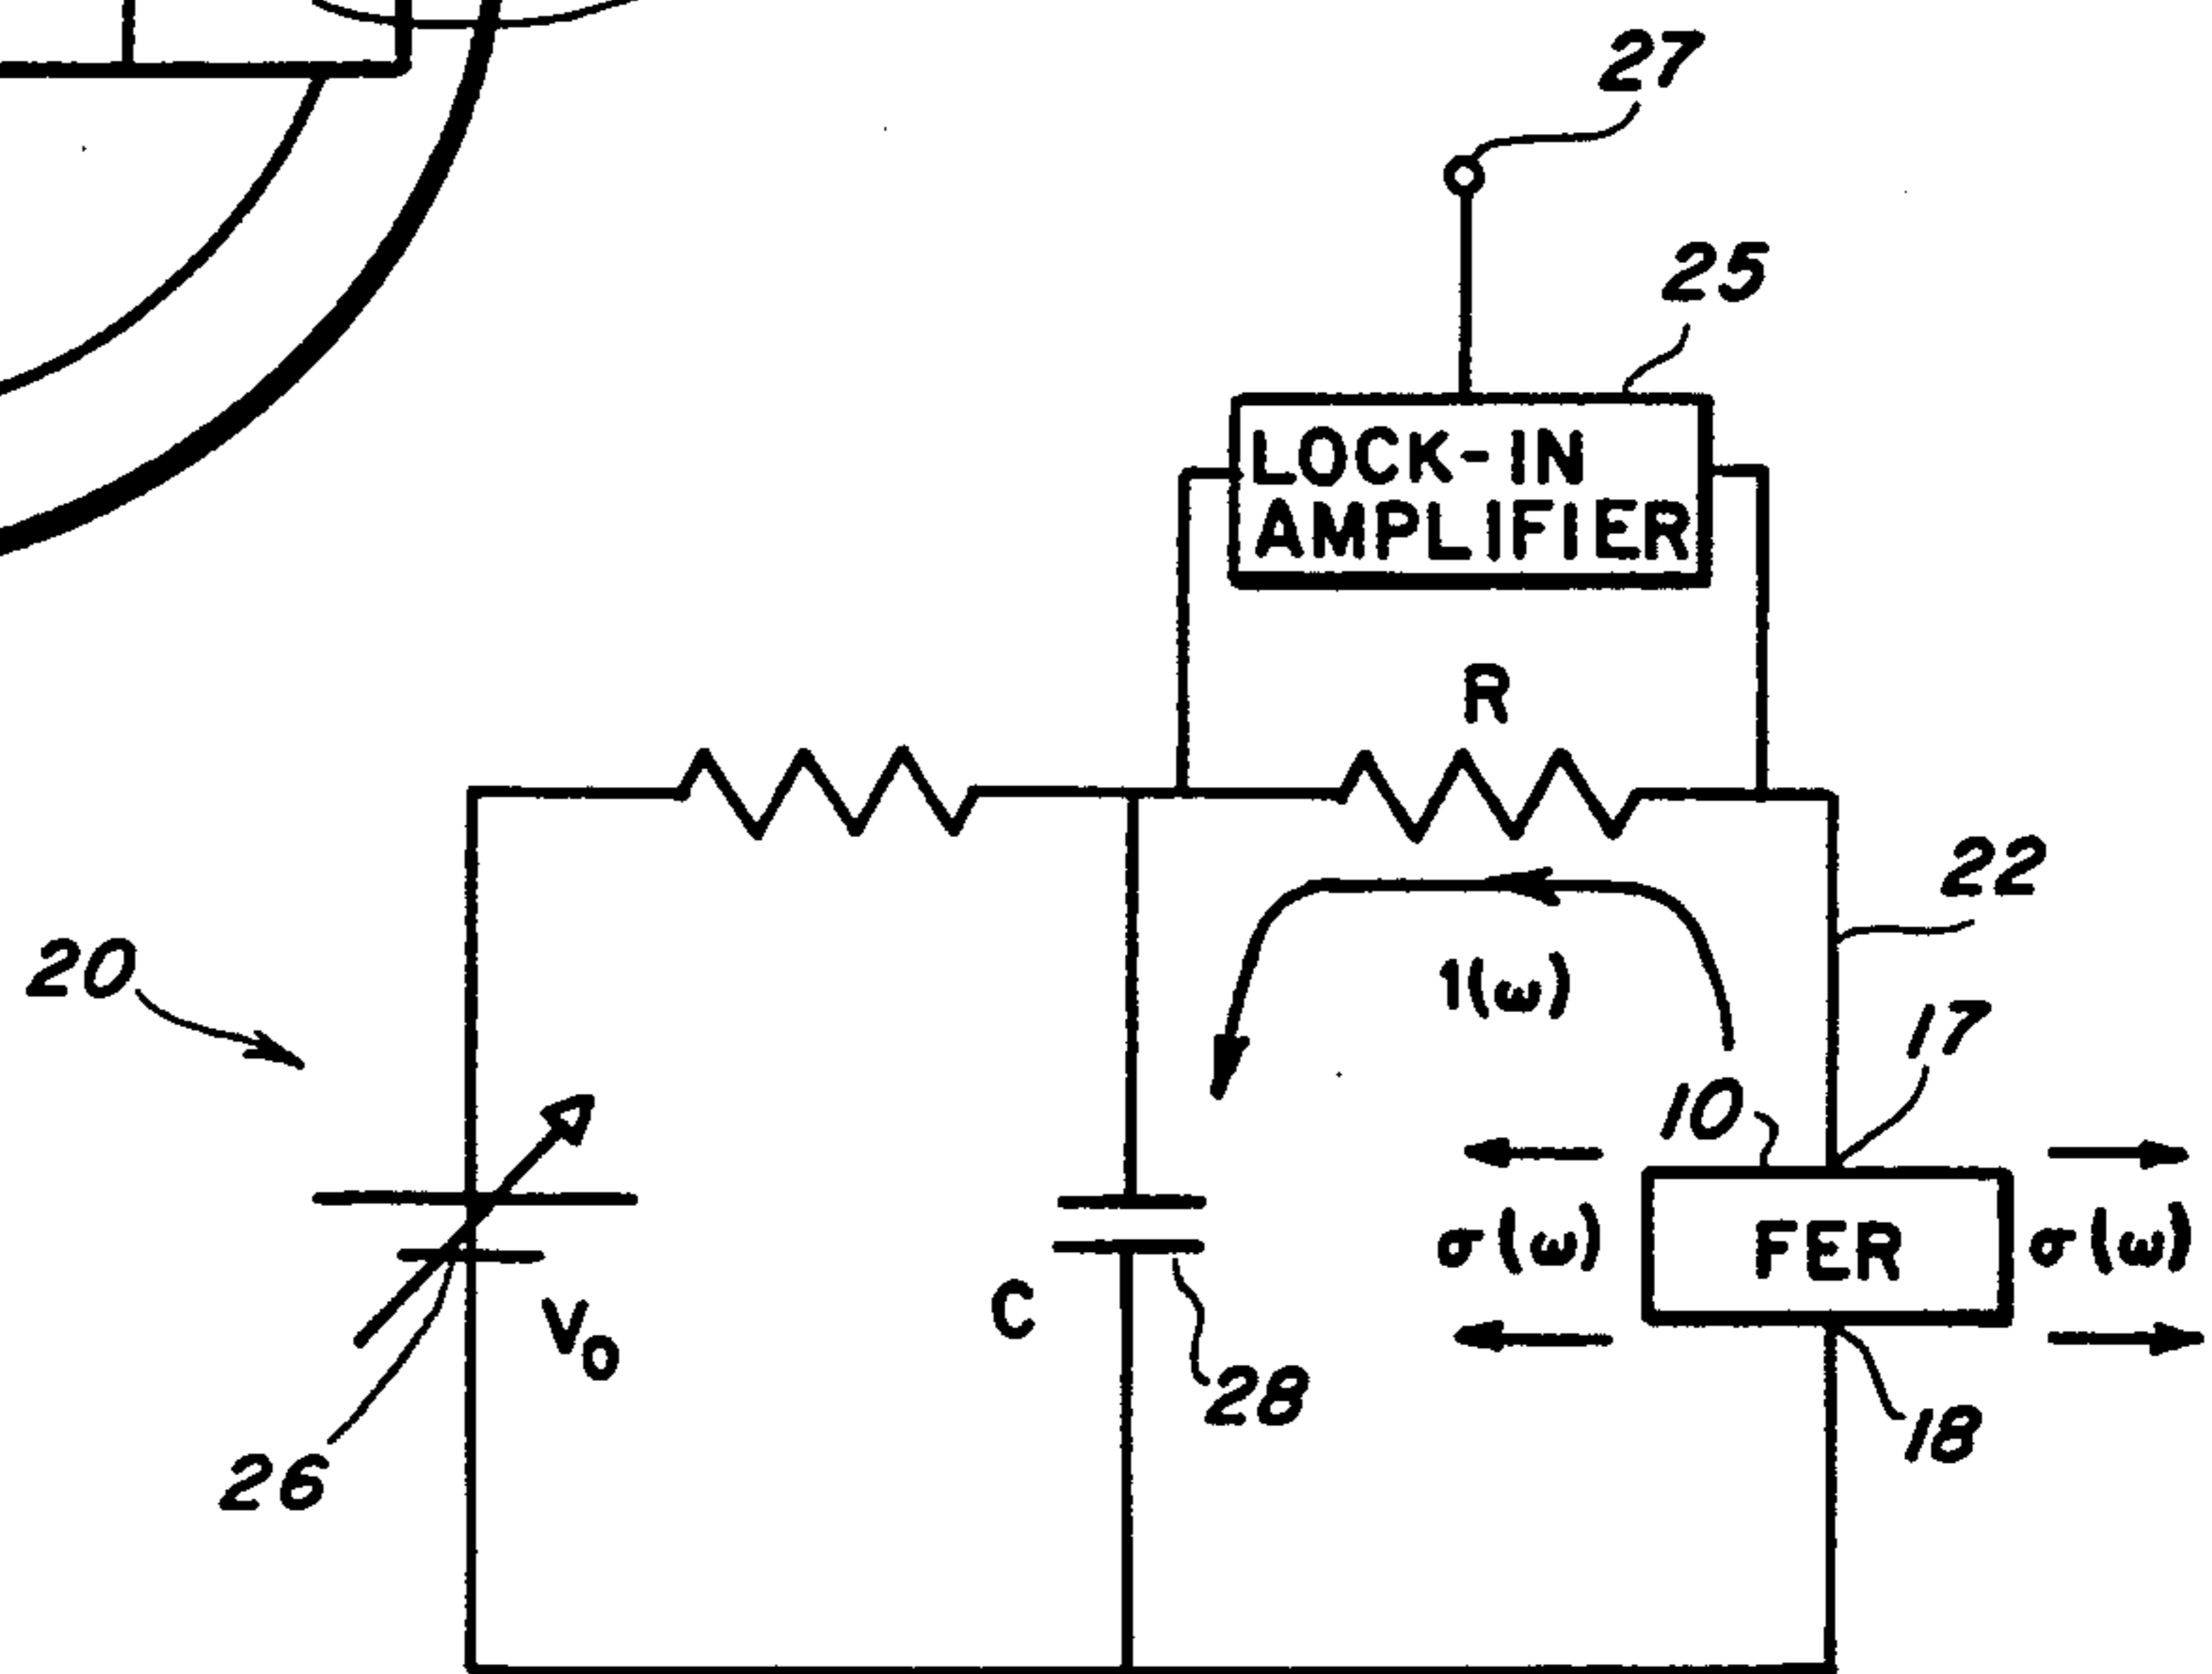 27
25
LOCK-IN
AMPLIFIER
R
22
20
1(ω)
17
10
σ(ω)
FER
σ(ω)
C
V₀
28
18
26